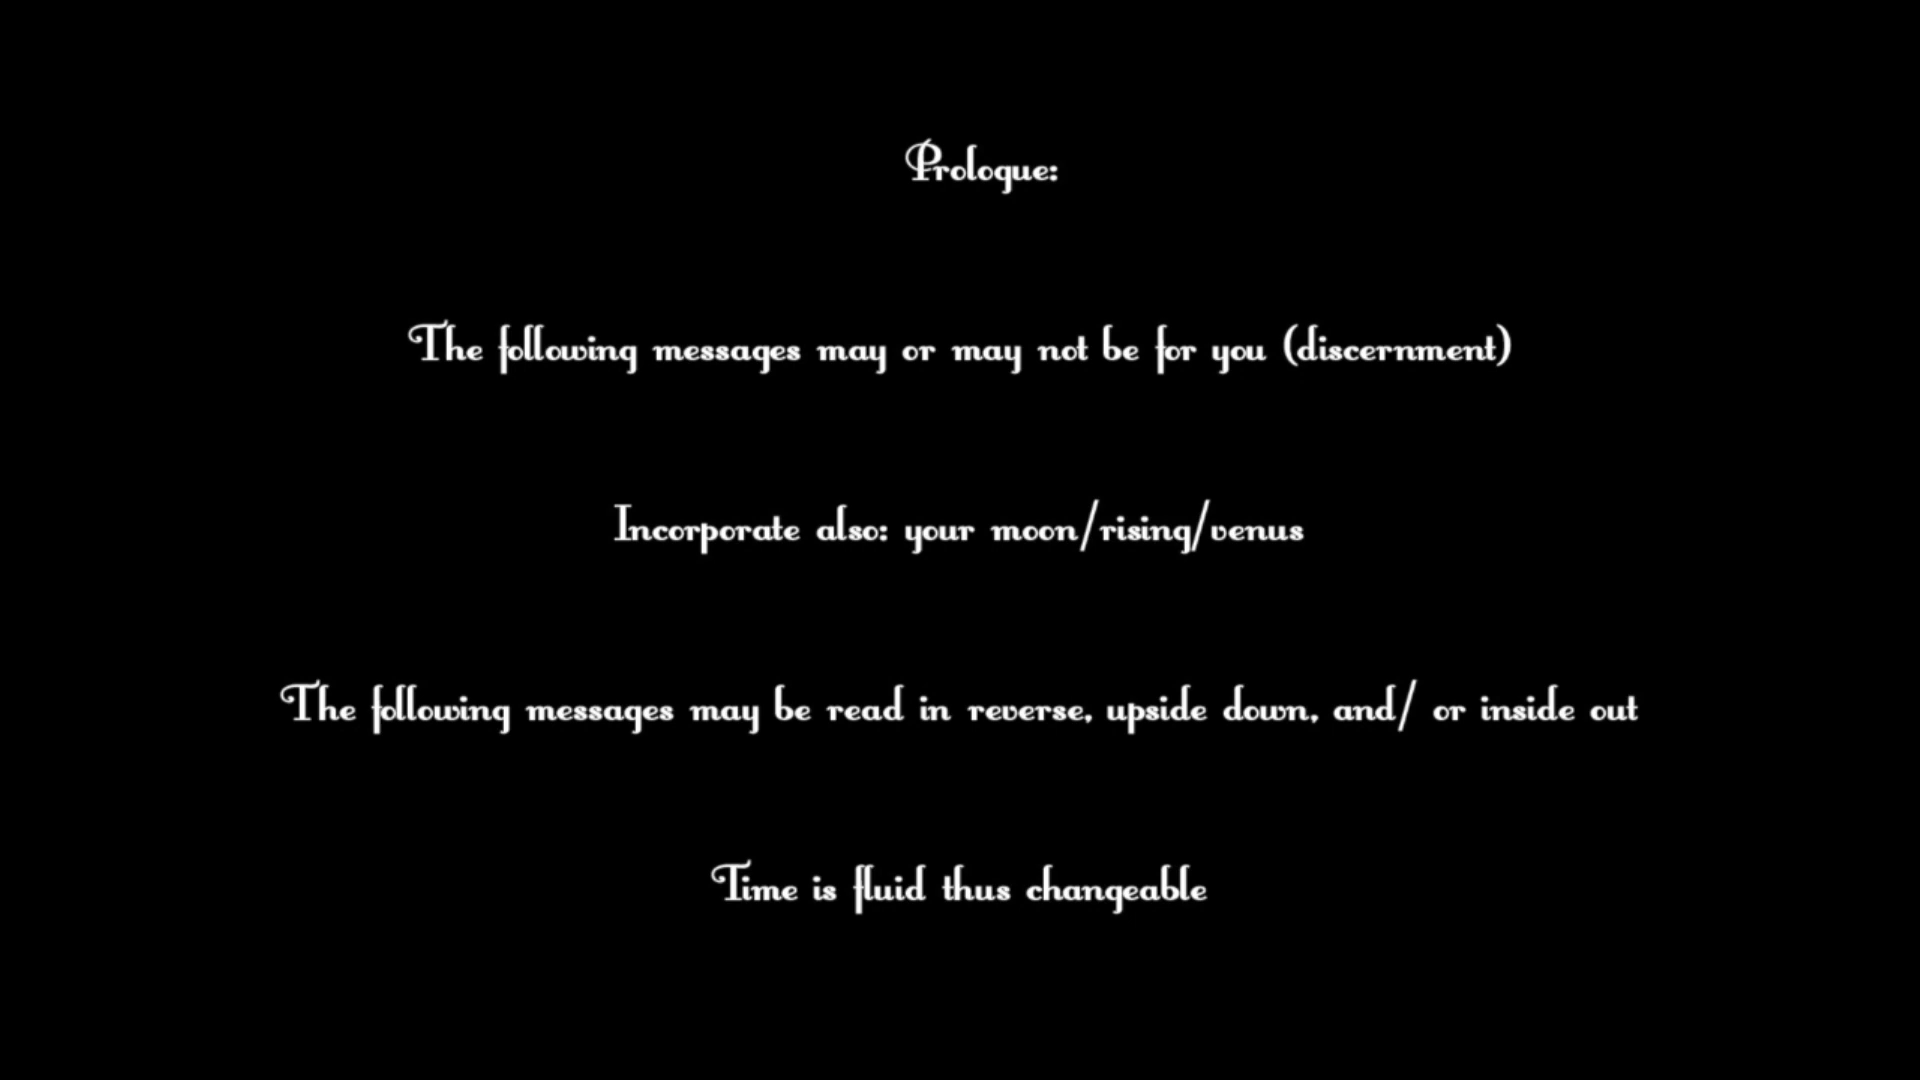 Prologue:
The following messages may or may not be for you (discernment)
Incorporate also: your moon/rising/venus
The following messages may be read in reverse, upside down, and/ or inside out
Time is fluid thus changeable